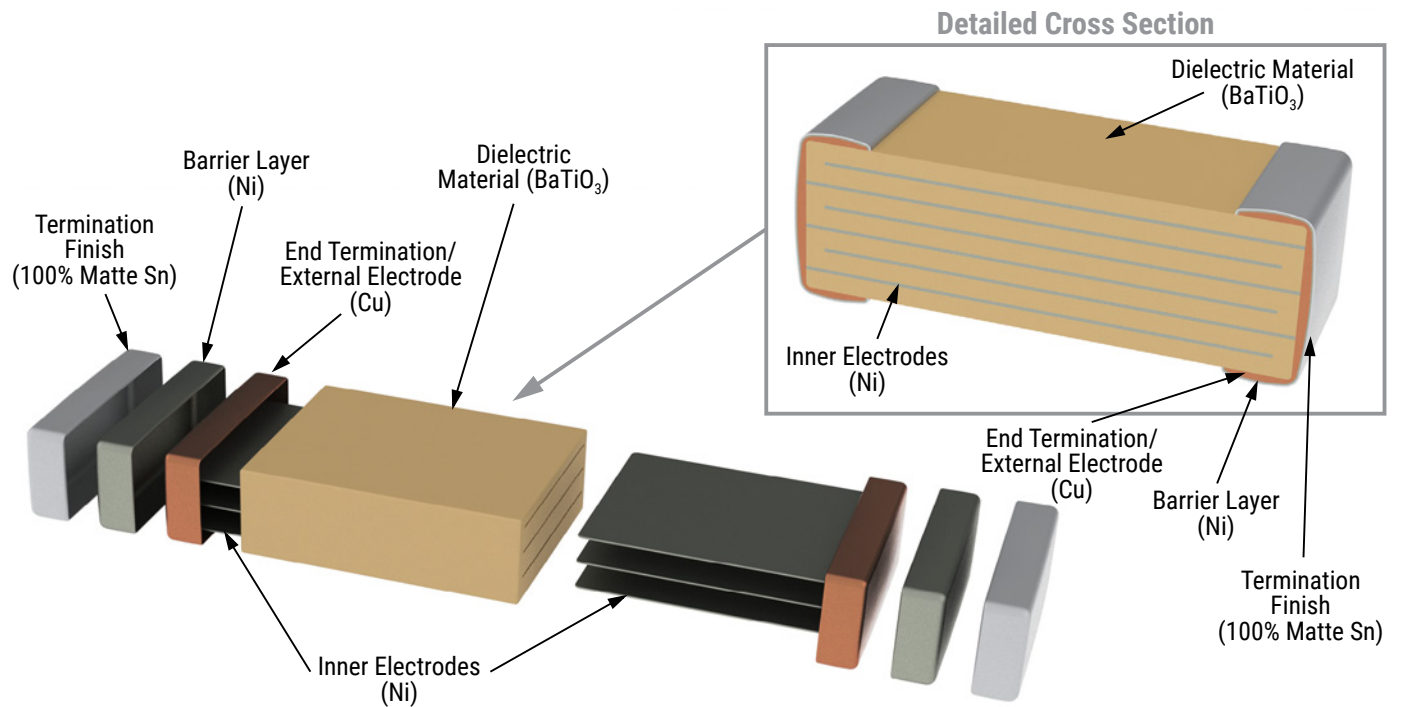 Detailed Cross Section
Dielectric Material
(BaTiO₃)
Barrier Layer
(Ni)
Dielectric
Material (BaTiO₃)
Termination
Finish
(100% Matte Sn)
End Termination/
External Electrode
(Cu)
Inner Electrodes
(Ni)
End Termination/
External Electrode
(Cu)
Barrier Layer
(Ni)
Termination
Finish
(100% Matte Sn)
Inner Electrodes
(Ni)